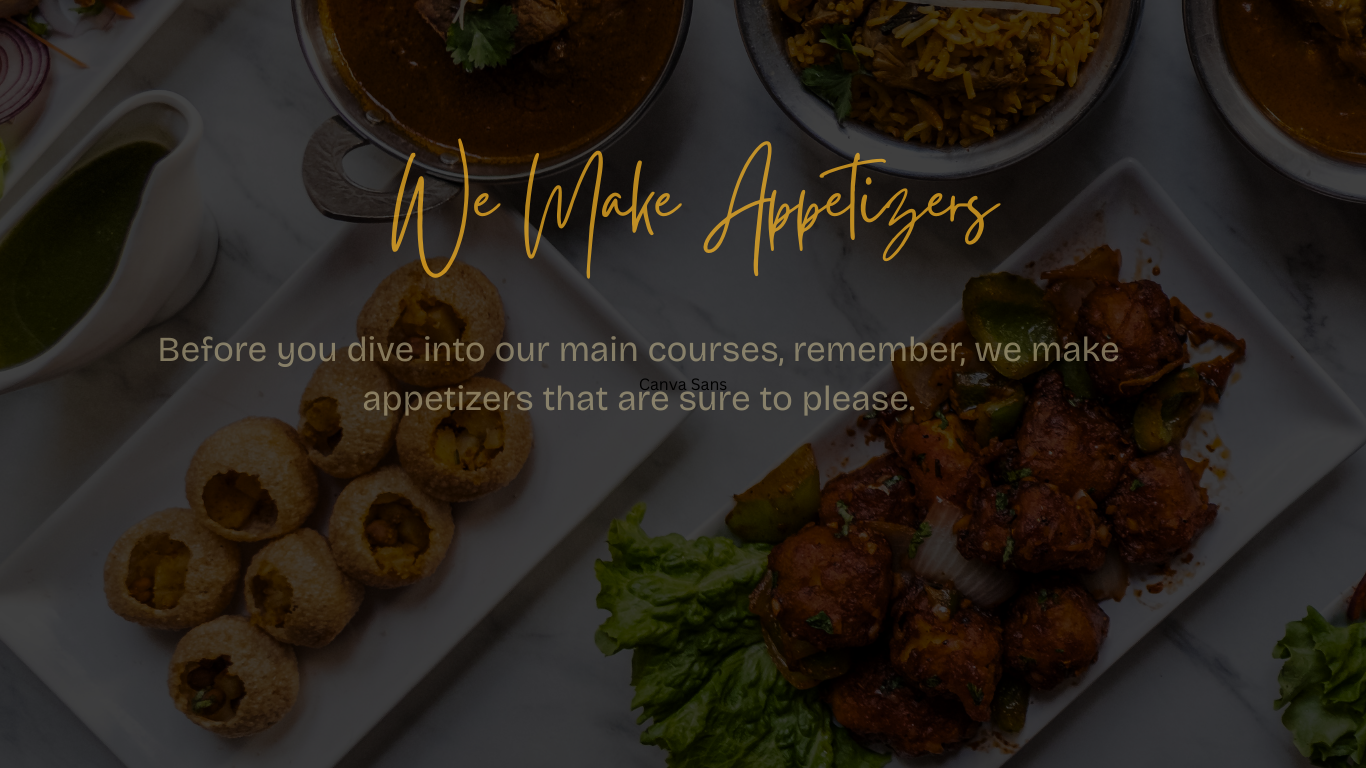 We Make Appetizers
Before you dive into our main courses, remember, we make
Canva Sans
appetizers that are sure to please.